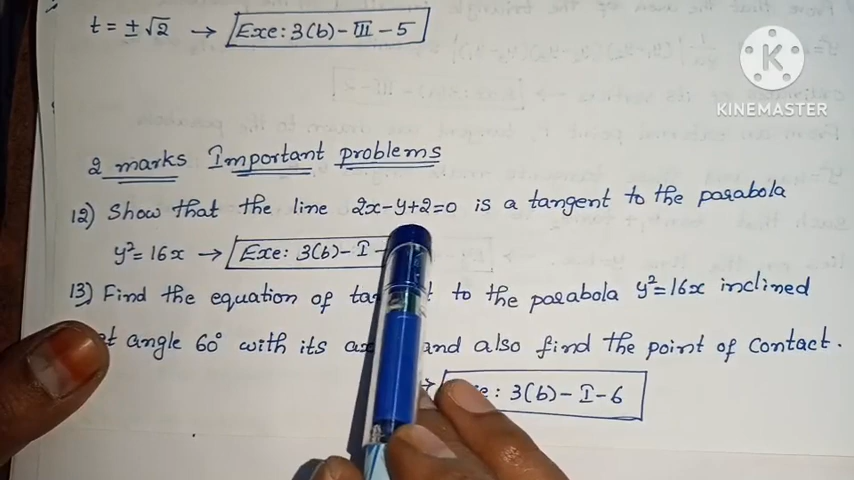 t = ± √2 → Exe: 3(b) - III - 5
KINEMASTER
2 marks Important problems
12) Show that the line 2x-y+2=0 is a tangent to the parabola
y²=16x → Exe: 3(b) - I -
13) Find the equation of to the parabola y²=16x inclined
angle 60° with its and also find the point of contact.
: 3(b) - I - 6